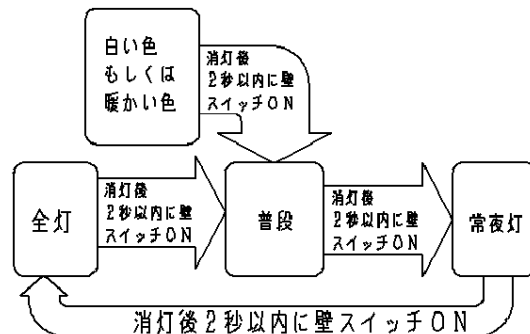 白い色
もしくは
暖かい色
消灯後
2秒以内に壁
スイッチON
全灯
消灯後
2秒以内に壁
スイッチON
普段
消灯後
2秒以内に壁
スイッチON
常夜灯
消灯後2秒以内に壁スイッチON